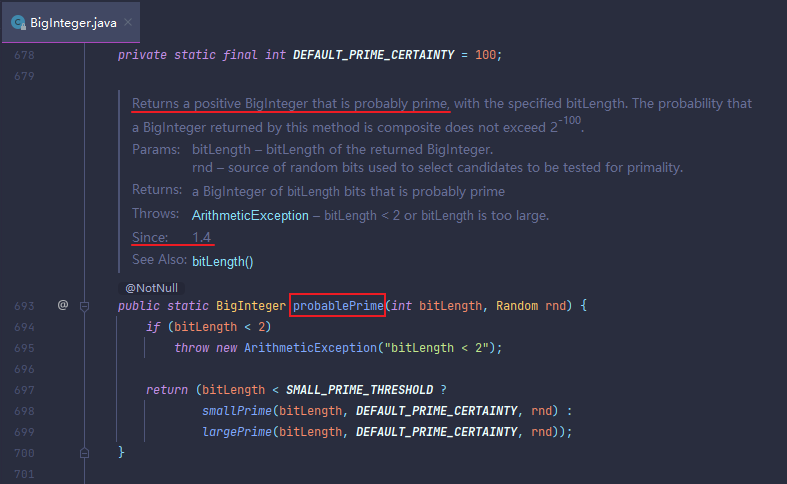 BigInteger.java
678 private static final int DEFAULT_PRIME_CERTAINTY = 100;
679
Returns a positive BigInteger that is probably prime, with the specified bitLength. The probability that
a BigInteger returned by this method is composite does not exceed 2^-100.
Params: bitLength – bitLength of the returned BigInteger.
rnd – source of random bits used to select candidates to be tested for primality.
Returns: a BigInteger of bitLength bits that is probably prime
Throws: ArithmeticException – bitLength < 2 or bitLength is too large.
Since: 1.4
See Also: bitLength()
@NotNull
693 @ public static BigInteger probablePrime(int bitLength, Random rnd) {
694 if (bitLength < 2)
695 throw new ArithmeticException("bitLength < 2");
696
697 return (bitLength < SMALL_PRIME_THRESHOLD ?
698 smallPrime(bitLength, DEFAULT_PRIME_CERTAINTY, rnd) :
699 largePrime(bitLength, DEFAULT_PRIME_CERTAINTY, rnd));
700 }
701